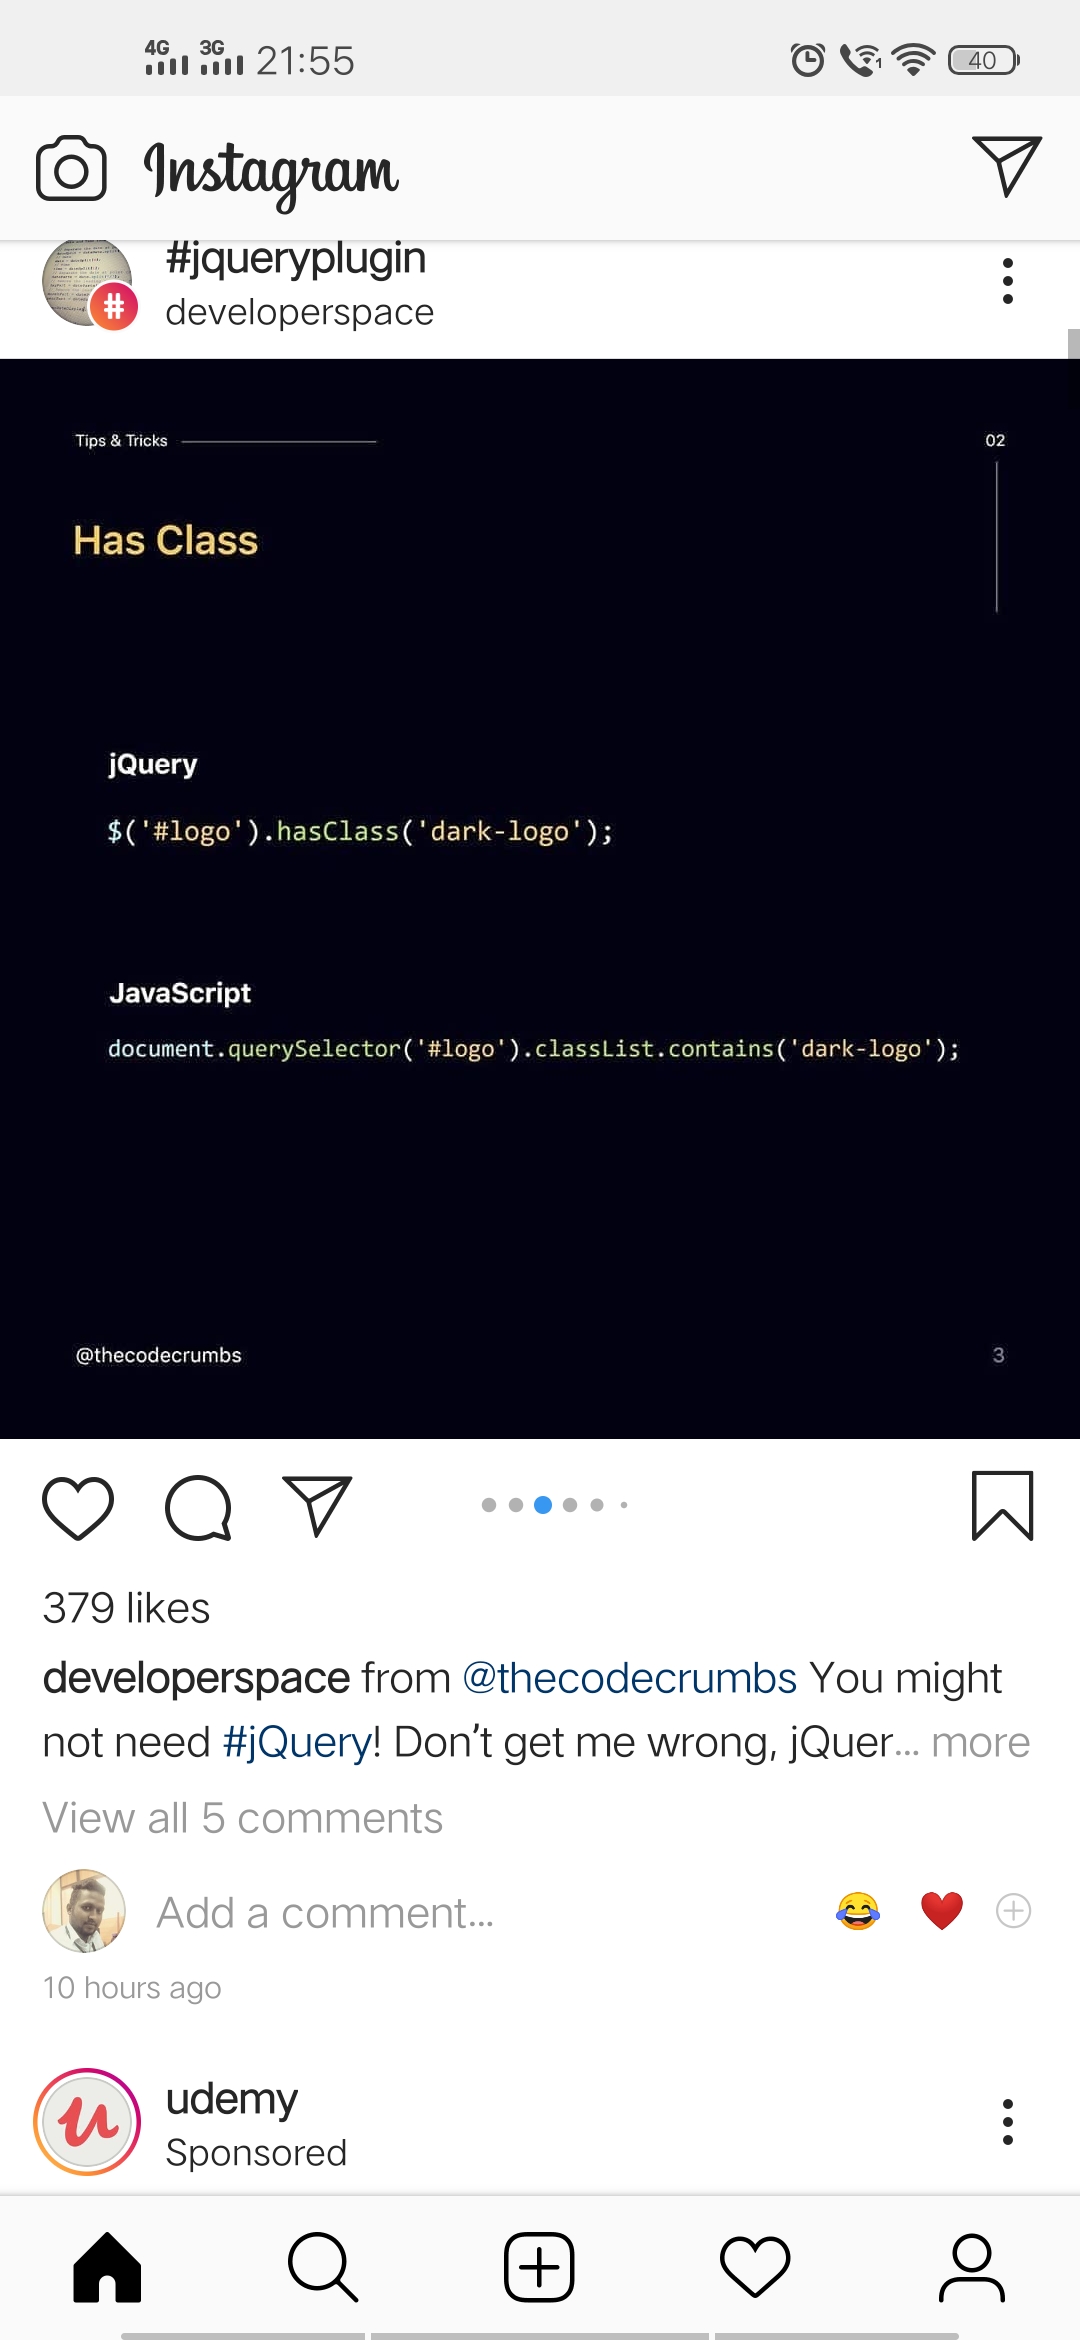 4G 3G 21:55 1 40
Instagram
#jqueryplugin
developerspace
Tips & Tricks 02
Has Class
jQuery
$('#logo').hasClass('dark-logo');
JavaScript
document.querySelector('#logo').classList.contains('dark-logo');
@thecodecrumbs 3
379 likes
developerspace from @thecodecrumbs You might
not need #jQuery! Don’t get me wrong, jQuer... more
View all 5 comments
Add a comment...
10 hours ago
udemy
Sponsored